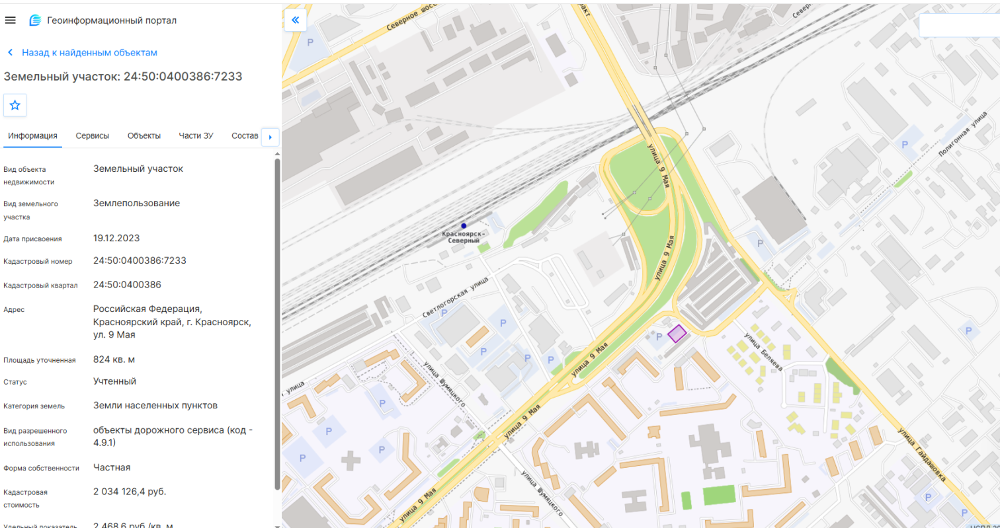 Геоинформационный портал
Назад к найденным объектам
Земельный участок: 24:50:0400386:7233
Информация Сервисы Объекты Части ЗУ Состав
Вид объекта недвижимости
Земельный участок
Вид земельного участка
Землепользование
Дата присвоения
19.12.2023
Кадастровый номер
24:50:0400386:7233
Кадастровый квартал
24:50:0400386
Адрес
Российская Федерация,
Красноярский край, г. Красноярск,
ул. 9 Мая
Площадь уточненная
824 кв. м
Статус
Учтенный
Категория земель
Земли населенных пунктов
Вид разрешенного использования
объекты дорожного сервиса (код -
4.9.1)
Форма собственности
Частная
Кадастровая стоимость
2 034 126,4 руб.
Удельный показатель
2 468,6 руб./кв. м
Северное шосс
акт
Север
P
улица 9 Мая
P
Полигонная улица
Красноярск-
Северный
P
улица 9 Мая
Светлогорская улица
P
P
P
P
P
P
P
улица 9 Мая
улица Беляева
улица
улица Шумяцкого
P
P
P
P
улица 9 Мая
улица Гайдашовка
улица Шумяцкого
улица 9 Мая
P
P